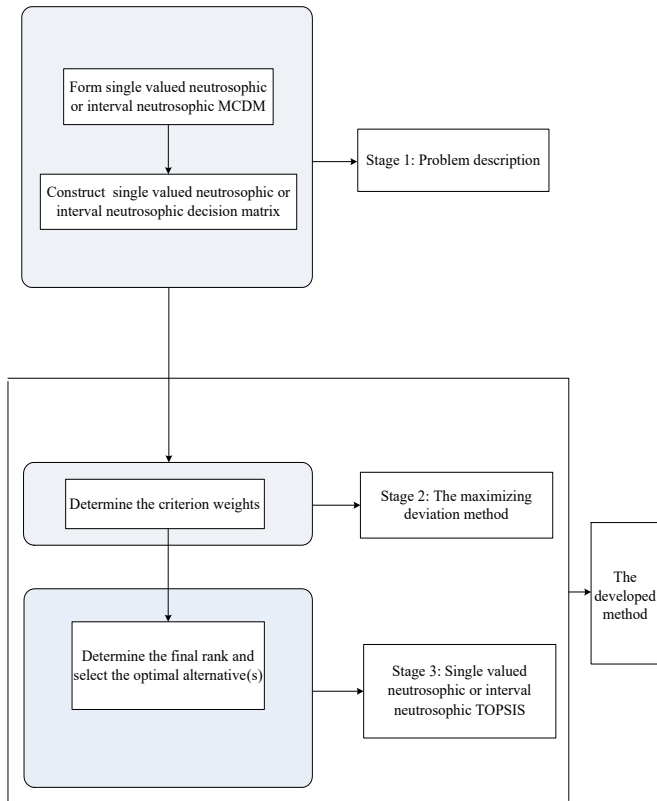 Form single valued neutrosophic
or interval neutrosophic MCDM
Stage 1: Problem description
Construct single valued neutrosophic or
interval neutrosophic decision matrix
Determine the criterion weights
Stage 2: The maximizing
deviation method
The
developed
method
Determine the final rank and
select the optimal alternative(s)
Stage 3: Single valued
neutrosophic or interval
neutrosophic TOPSIS